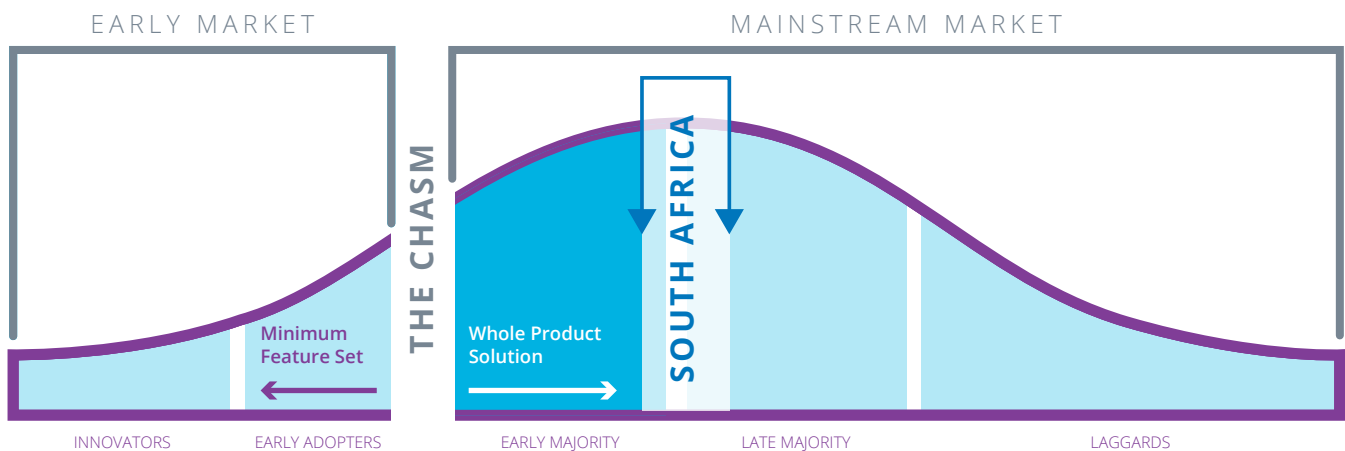 EARLY MARKET
MAINSTREAM MARKET
THE CHASM
SOUTH AFRICA
Minimum
Feature Set
Whole Product
Solution
INNOVATORS
EARLY ADOPTERS
EARLY MAJORITY
LATE MAJORITY
LAGGARDS